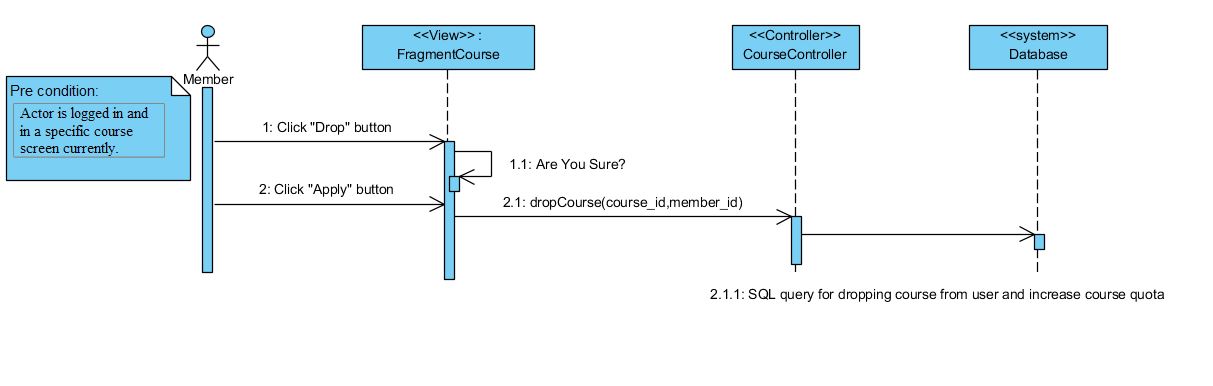 <<View>> :
FragmentCourse
<<Controller>>
CourseController
<<system>>
Database
Member
Pre condition:
Actor is logged in and
in a specific course
screen currently.
1: Click "Drop" button
1.1: Are You Sure?
2: Click "Apply" button
2.1: dropCourse(course_id,member_id)
2.1.1: SQL query for dropping course from user and increase course quota